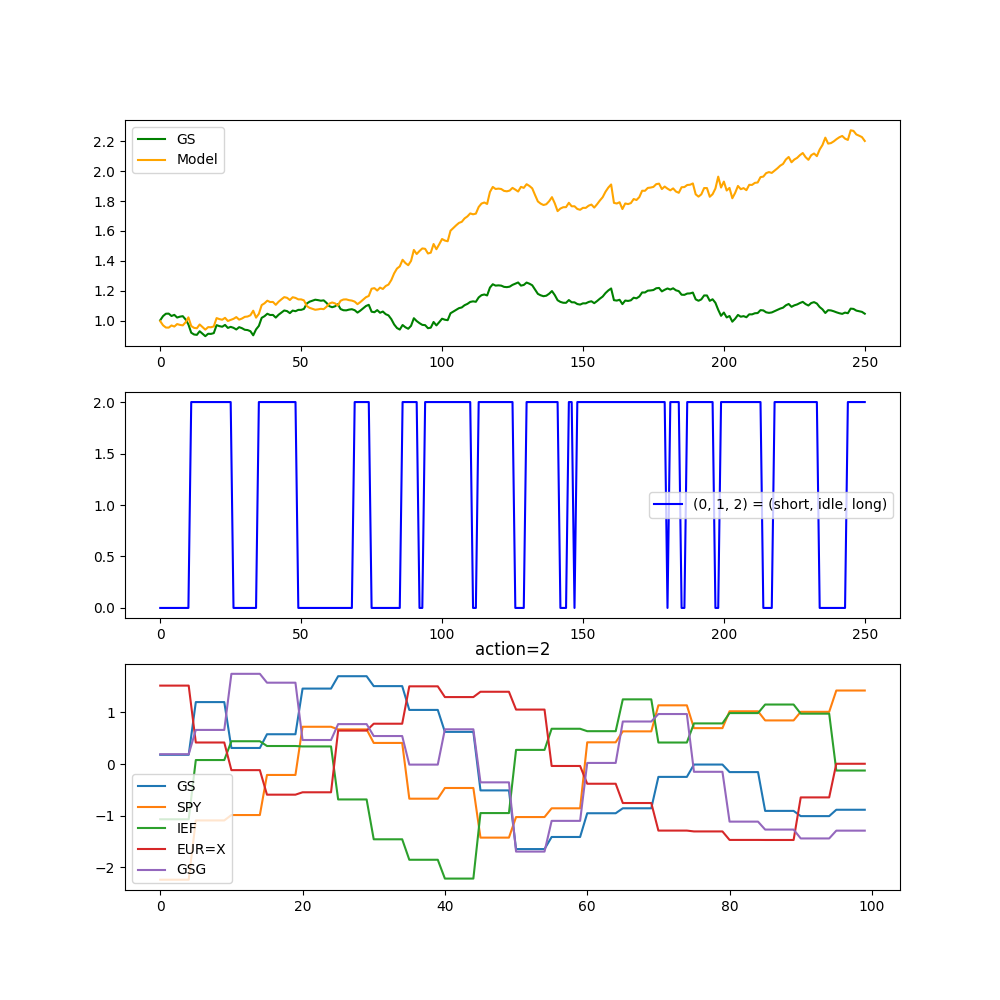 GS
Model
2.2
2.0
1.8
1.6
1.4
1.2
1.0
0 50 100 150 200 250
2.0
1.5
1.0
0.5
0.0
(0, 1, 2) = (short, idle, long)
0 50 100 150 200 250
action=2
1
0
−1
−2
GS
SPY
IEF
EUR=X
GSG
0 20 40 60 80 100